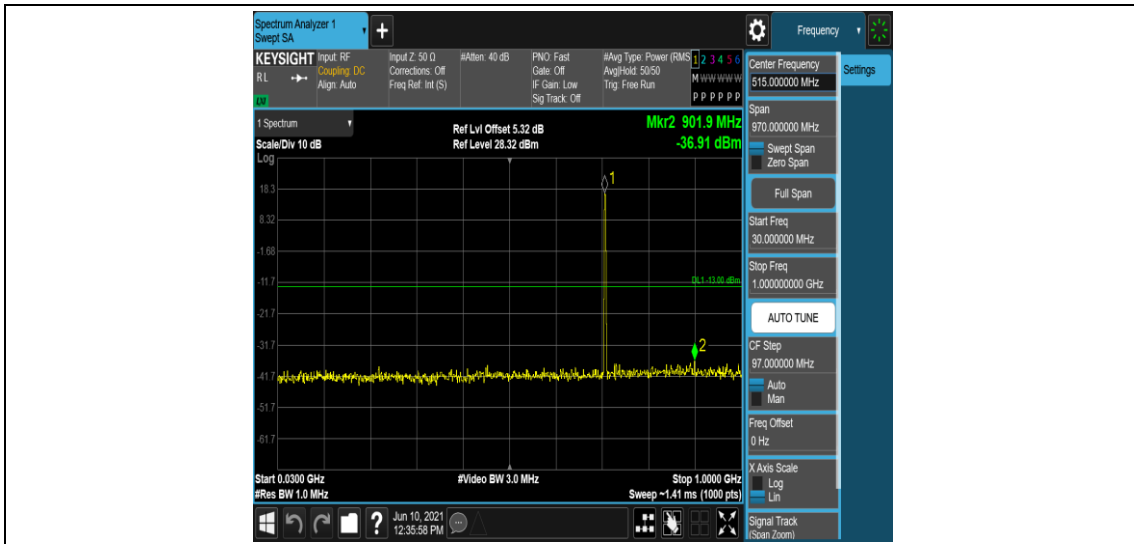 Spectrum Analyzer 1
Swept SA
+
Frequency
KEYSIGHT
RL
LXI
Input: RF
Coupling: DC
Align: Auto
Input Z: 50 Ω
Corrections: Off
Freq Ref: Int (S)
#Atten: 40 dB
PNO: Fast
Gate: Off
IF Gain: Low
Sig Track: Off
#Avg Type: Power (RMS
Avg|Hold: 50/50
Trig: Free Run
1 2 3 4 5 6
M W W W W W
P P P P P P
1 Spectrum
Scale/Div 10 dB
Log
Ref Lvl Offset 5.32 dB
Ref Level 28.32 dBm
Mkr2 901.9 MHz
-36.91 dBm
18.3
8.32
-1.68
-11.7
-21.7
-31.7
-41.7
-51.7
-61.7
1
DL1 -13.00 dBm
2
Start 0.0300 GHz
#Res BW 1.0 MHz
#Video BW 3.0 MHz
Stop 1.0000 GHz
Sweep ~1.41 ms (1000 pts)
?
Jun 10, 2021
12:35:58 PM
Center Frequency
515.000000 MHz
Settings
Span
970.000000 MHz
Swept Span
Zero Span
Full Span
Start Freq
30.000000 MHz
Stop Freq
1.000000000 GHz
AUTO TUNE
CF Step
97.000000 MHz
Auto
Man
Freq Offset
0 Hz
X Axis Scale
Log
Lin
Signal Track
(Span Zoom)